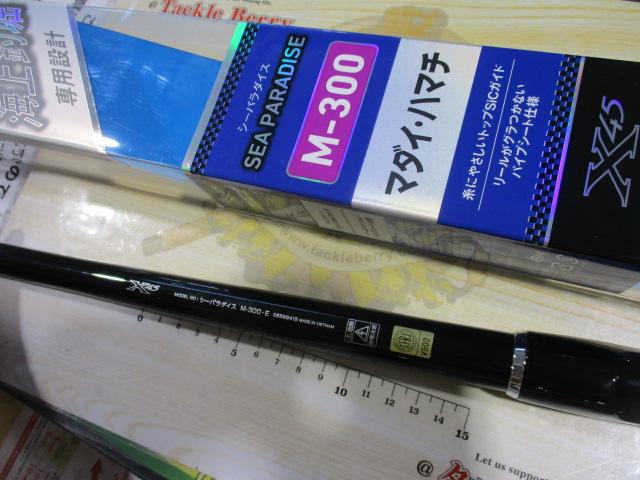 @ Tackle Berry
海上釣堀
専用設計
シーパラダイス
SEA PARADISE
M-300
マダイ・ハマチ
糸にやさしいトップSiCガイド
リールがグラつかない
パイプシート仕様
X45
www.tackleberry.co
X45
MODEL NO: シーパラダイス M·300·E
MADE IN VIETNAM
V502
0
5
10
15
Let us suppo
@